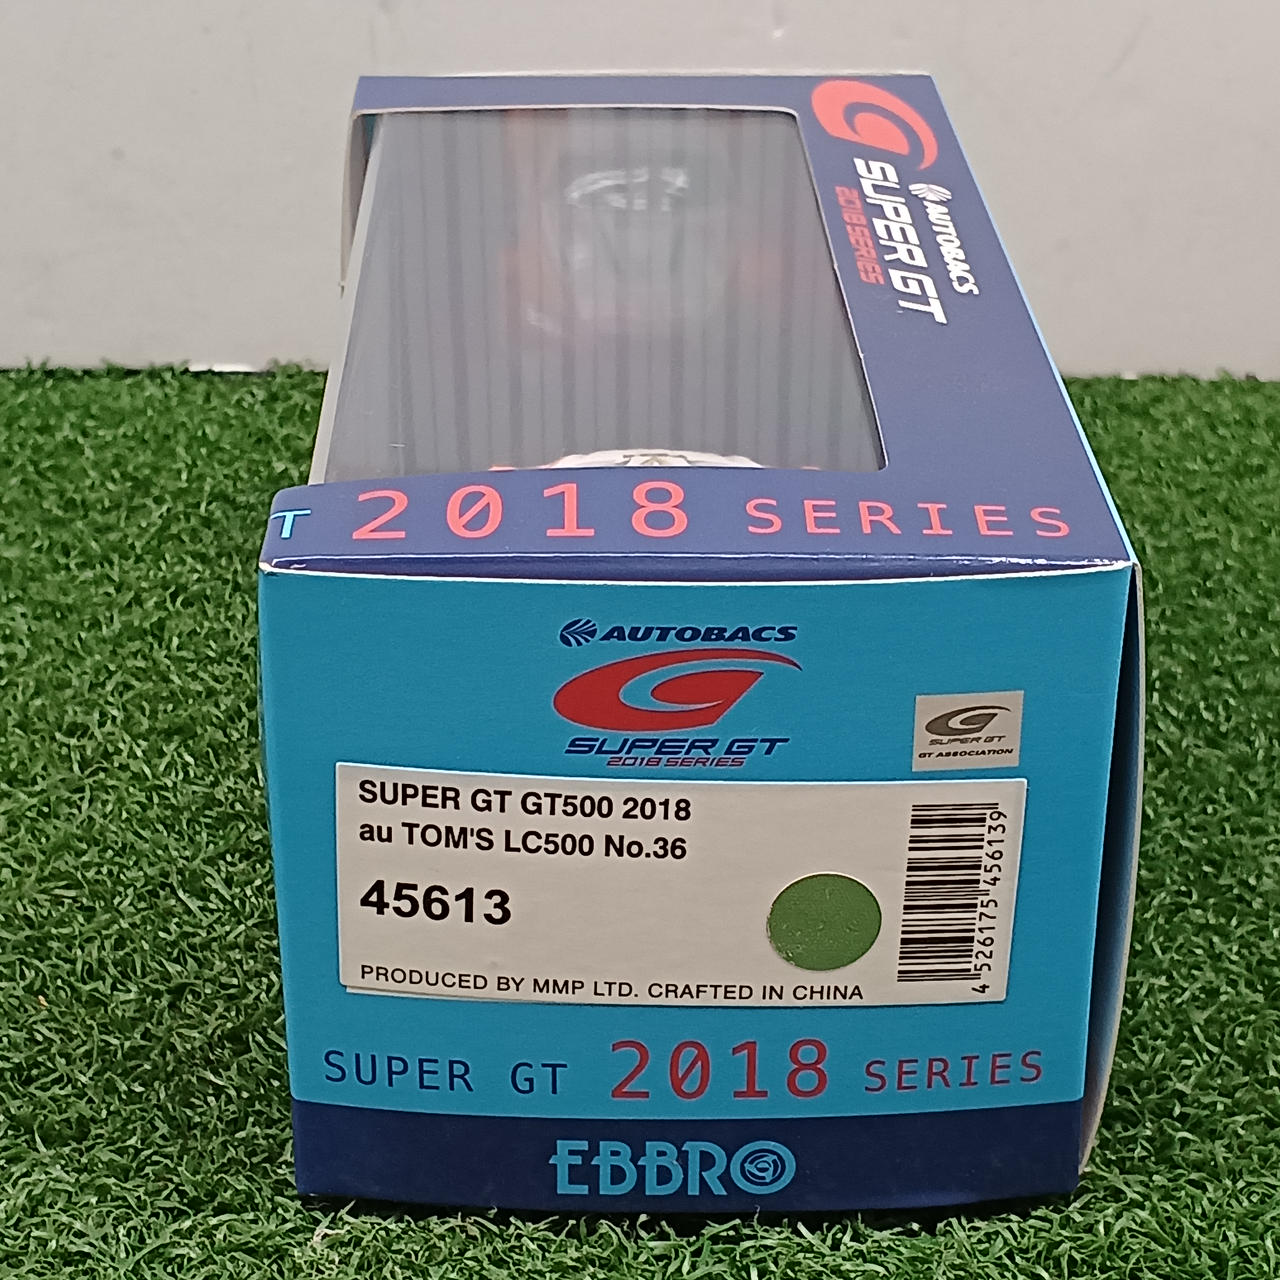 AUTOBACS
SUPER GT
2018 SERIES
T 2018 SERIES
AUTOBACS
SUPER GT
2018 SERIES
SUPER GT
GT ASSOCIATION
SUPER GT GT500 2018
au TOM'S LC500 No.36
45613
4 526175 456139
PRODUCED BY MMP LTD. CRAFTED IN CHINA
SUPER GT 2018 SERIES
EBBRO